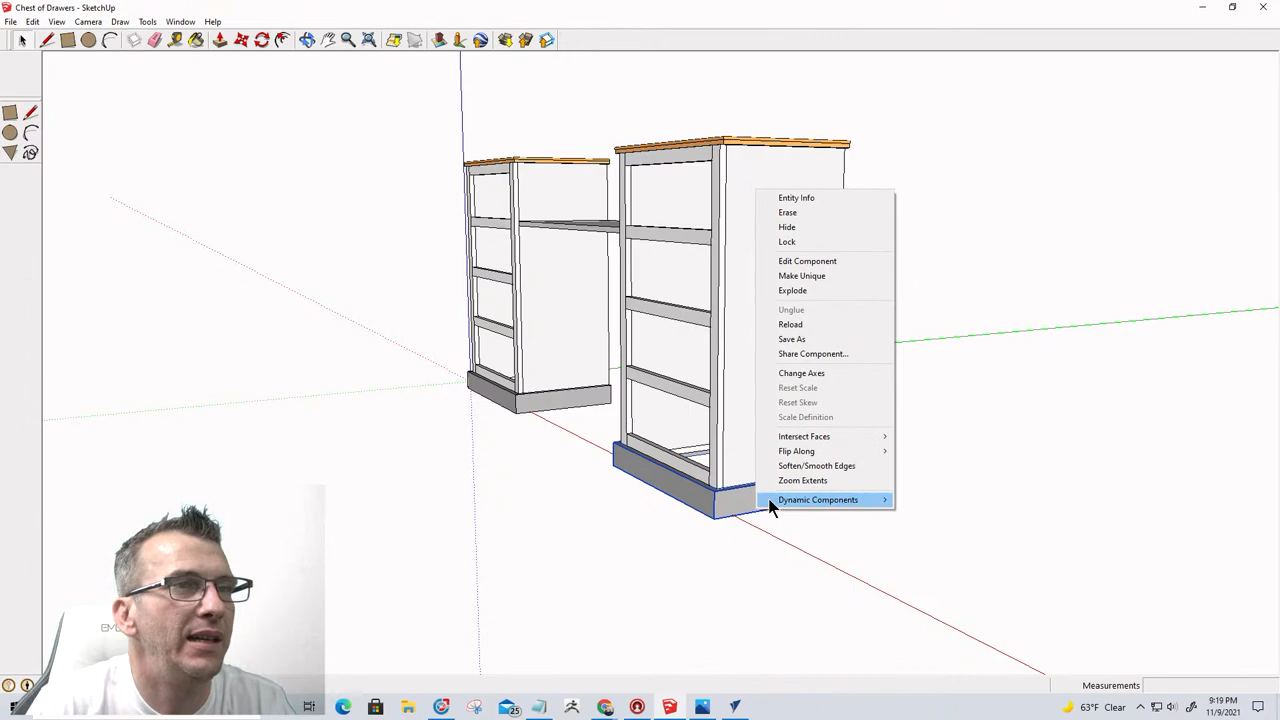 Chest of Drawers - SketchUp
File Edit View Camera Draw Tools Window Help
Entity Info
Erase
Hide
Lock
Edit Component
Make Unique
Explode
Unglue
Reload
Save As
Share Component...
Change Axes
Reset Scale
Reset Skew
Scale Definition
Intersect Faces
Flip Along
Soften/Smooth Edges
Zoom Extents
Dynamic Components
Measurements
25
63°F Clear
9:19 PM
11/9/2021